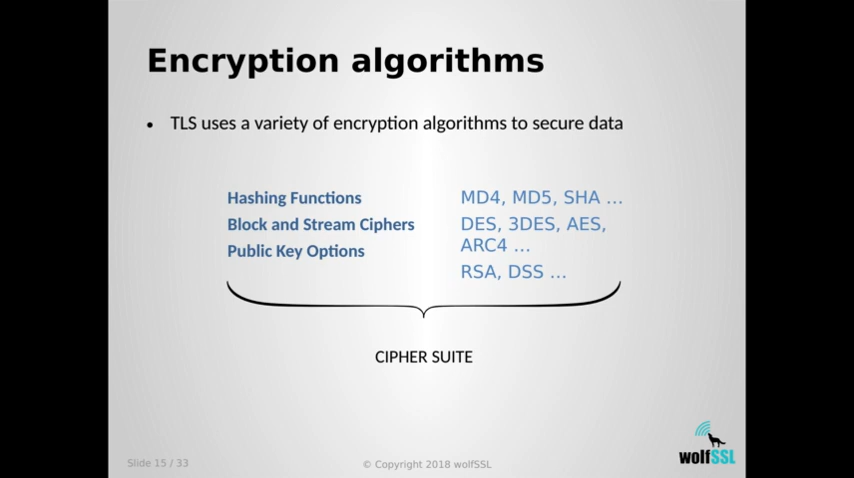 Encryption algorithms
• TLS uses a variety of encryption algorithms to secure data
Hashing Functions
Block and Stream Ciphers
Public Key Options
MD4, MD5, SHA ...
DES, 3DES, AES,
ARC4 ...
RSA, DSS ...
CIPHER SUITE
Slide 15 / 33
© Copyright 2018 wolfSSL
wolfSSL